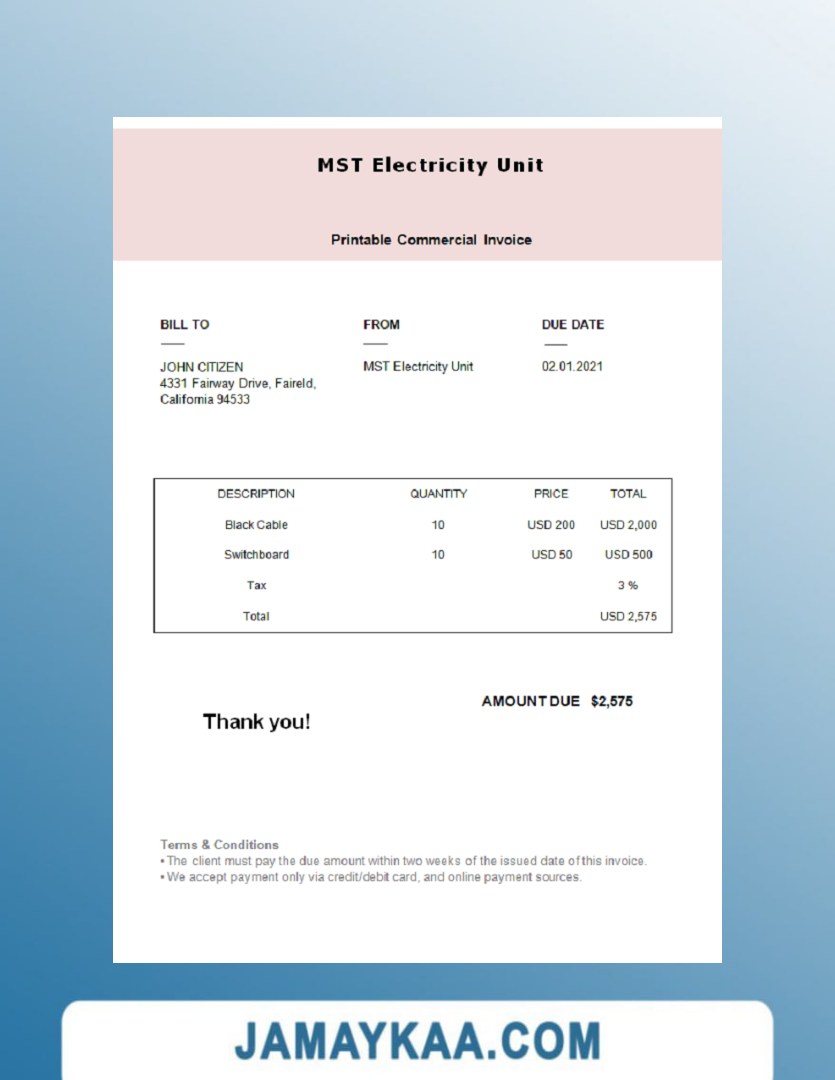 MST Electricity Unit
Printable Commercial Invoice
BILL TO
JOHN CITIZEN
4331 Fairway Drive, Faireld,
California 94533
FROM
MST Electricity Unit
DUE DATE
02.01.2021
DESCRIPTION QUANTITY PRICE TOTAL
Black Cable 10 USD 200 USD 2,000
Switchboard 10 USD 50 USD 500
Tax 3 %
Total USD 2,575
AMOUNT DUE $2,575
Thank you!
Terms & Conditions
• The client must pay the due amount within two weeks of the issued date of this invoice.
• We accept payment only via credit/debit card, and online payment sources.
JAMAYKAA.COM